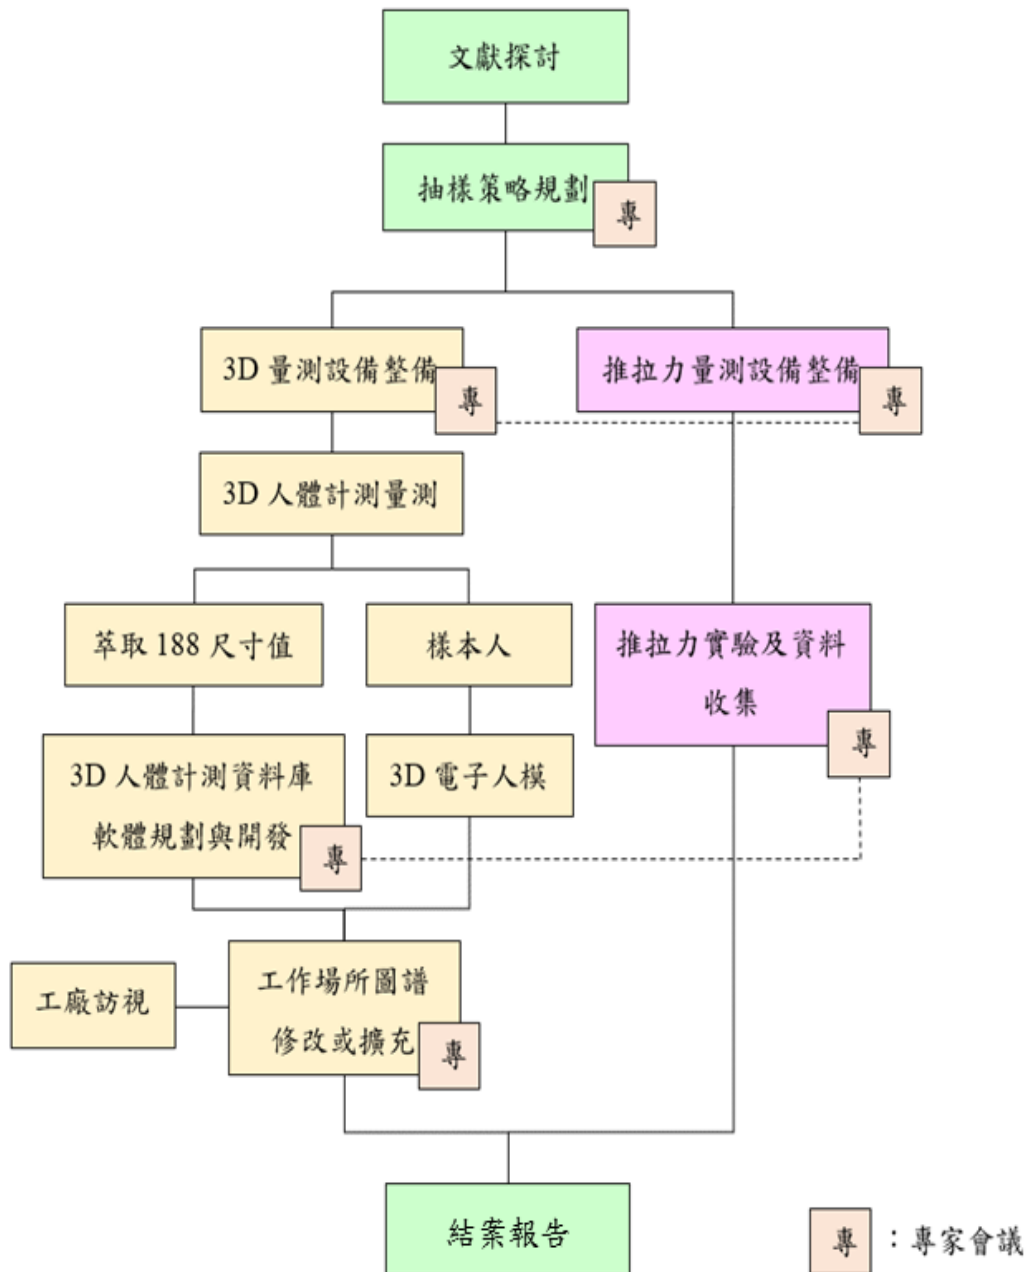 文獻探討
抽樣策略規劃
專
3D 量測設備整備
專
推拉力量測設備整備
專
3D 人體計測量測
萃取 188 尺寸值
樣本人
推拉力實驗及資料
收集
專
3D 人體計測資料庫
軟體規劃與開發
專
3D 電子人模
工廠訪視
工作場所圖譜
修改或擴充
專
結案報告
專 ：專家會議